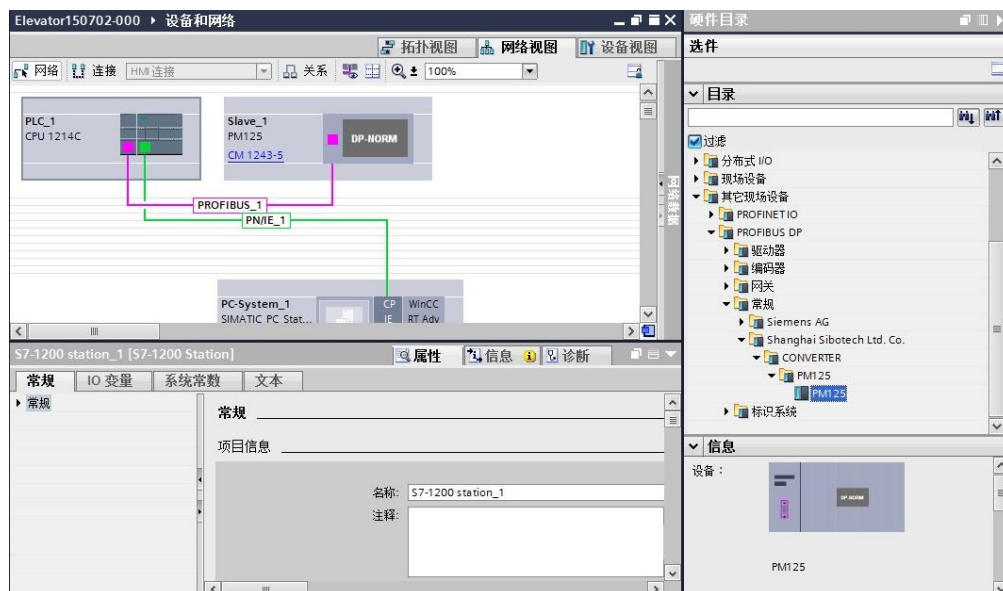 Elevator150702-000 ▸ 设备和网络
拓扑视图 网络视图 设备视图
网络 连接 HMI 连接 关系 100%
PLC_1
CPU 1214C
Slave_1
PM125
CM 1243-5
DP-NORM
PROFIBUS_1
PN/IE_1
PC-System_1
SIMATIC PC Stat...
CP
IE
WinCC
RT Adv
S7-1200 station_1 [S7-1200 Station]
属性 信息 诊断
常规 IO 变量 系统常数 文本
常规
常规
项目信息
名称: S7-1200 station_1
注释:
硬件目录
选件
目录
过滤
分布式 I/O
现场设备
其它现场设备
PROFINET IO
PROFIBUS DP
驱动器
编码器
网关
常规
Siemens AG
Shanghai Sibotech Ltd. Co.
CONVERTER
PM125
PM125
标识系统
信息
设备:
DP-NORM
PM125